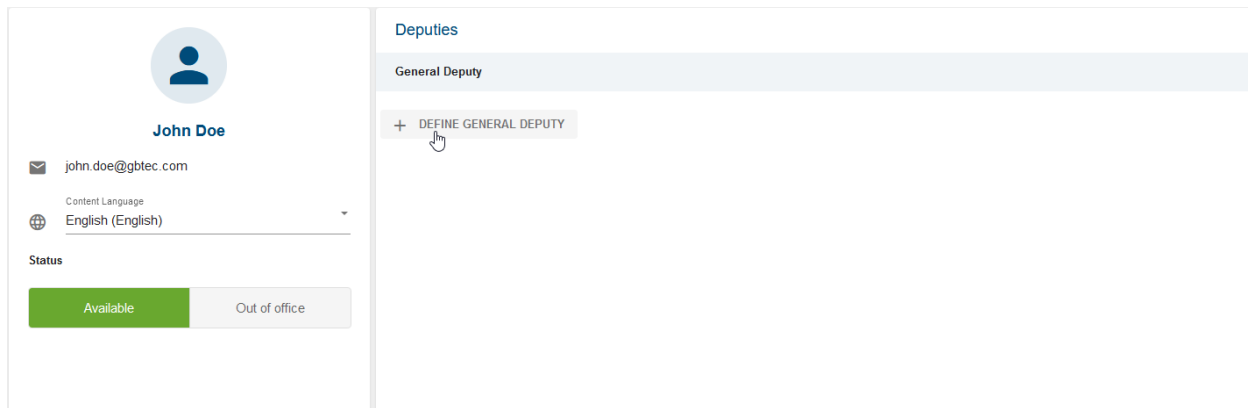 John Doe
john.doe@gbtec.com
Content Language
English (English)
Status
Available
Out of office
Deputies
General Deputy
+ DEFINE GENERAL DEPUTY